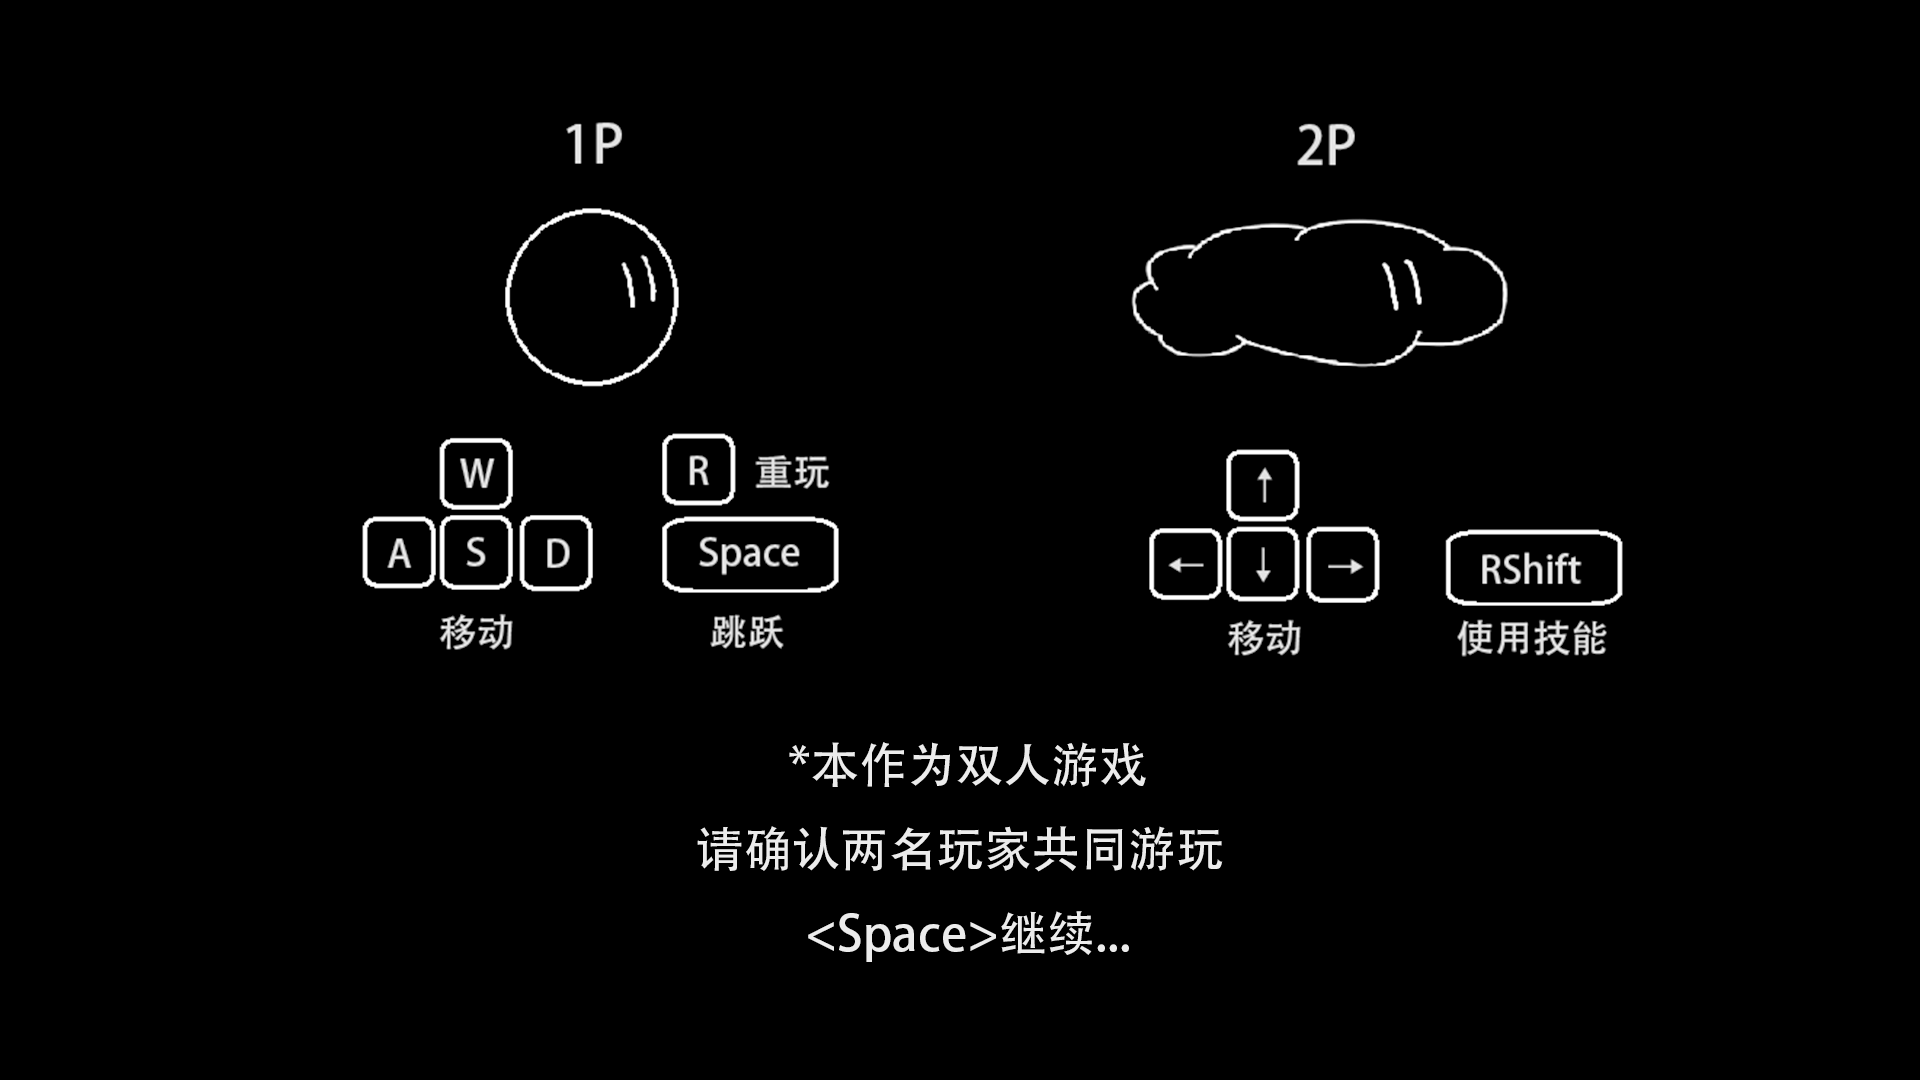 1P
2P
W
R 重玩
A S D
Space
移动
跳跃
↑
← ↓ →
RShift
移动
使用技能
*本作为双人游戏
请确认两名玩家共同游玩
<Space>继续...